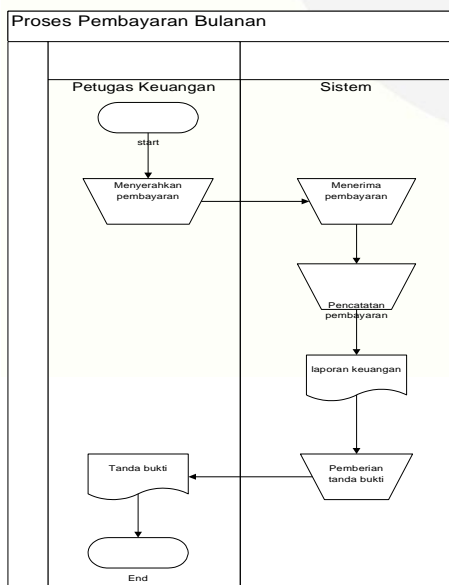 Proses Pembayaran Bulanan
Petugas Keuangan
Sistem
start
Menyerahkan
pembayaran
Menerima
pembayaran
Pencatatan
pembayaran
laporan keuangan
Tanda bukti
Pemberian
tanda bukti
End